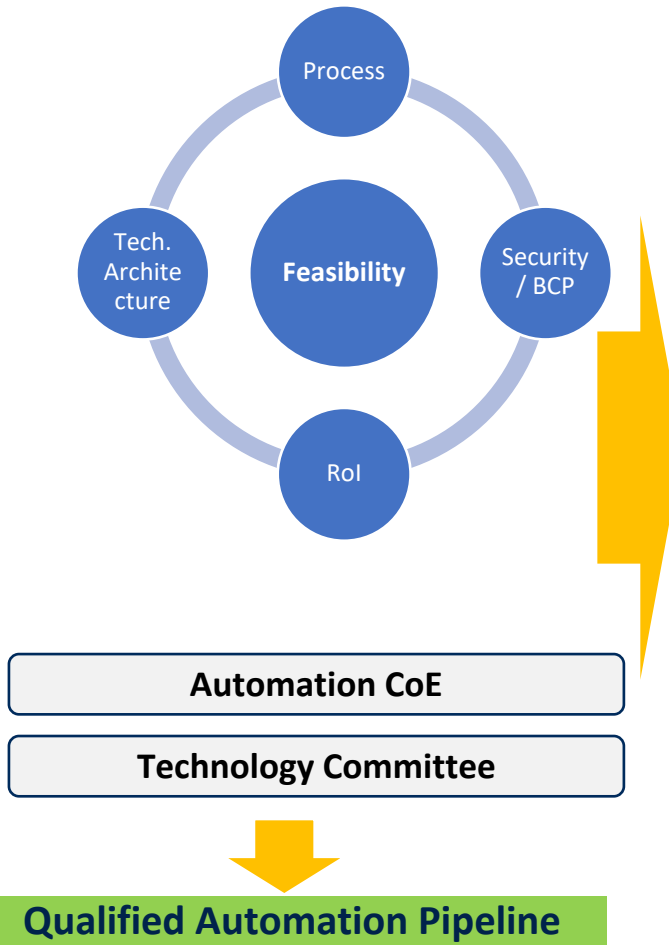 Process
Tech.
Archite
cture
Feasibility
Security
/ BCP
RoI
Automation CoE
Technology Committee
Qualified Automation Pipeline